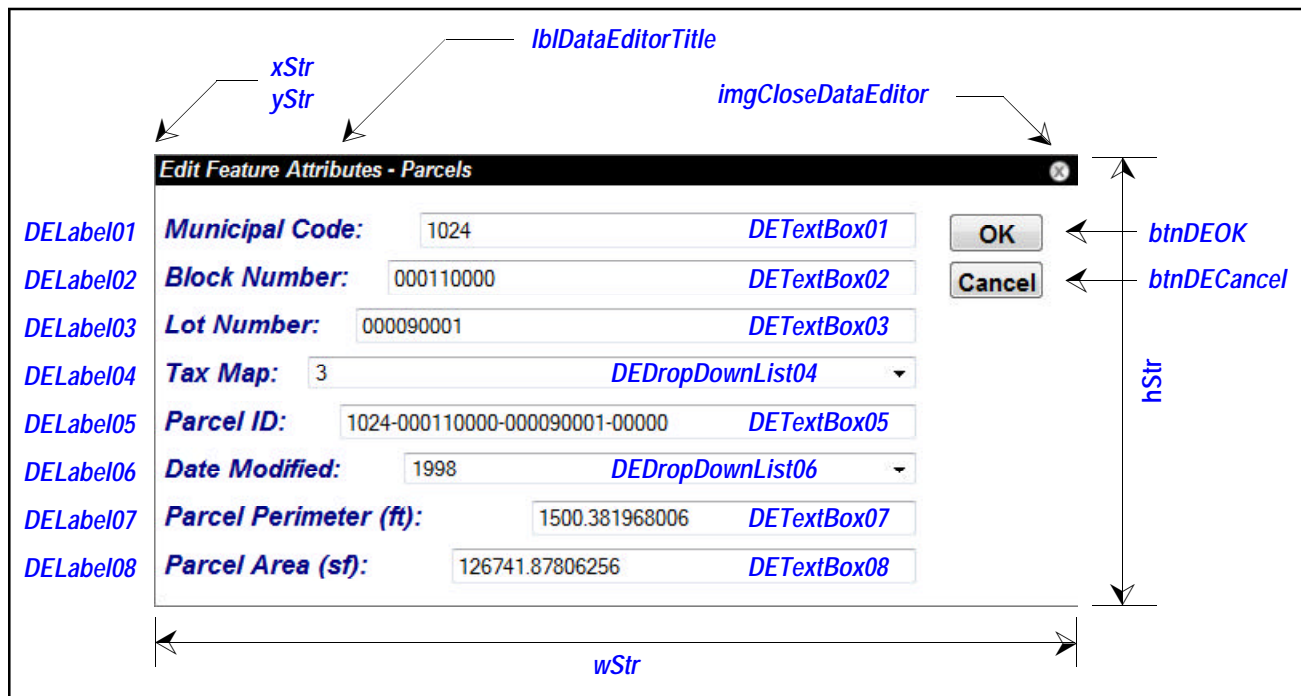 lblDataEditorTitle
xStr
yStr
imgCloseDataEditor
Edit Feature Attributes - Parcels
DELabel01 Municipal Code: 1024 DETextBox01 OK btnDEOK
DELabel02 Block Number: 000110000 DETextBox02 Cancel btnDECancel
DELabel03 Lot Number: 000090001 DETextBox03
DELabel04 Tax Map: 3 DEDropDownList04
hStr
DELabel05 Parcel ID: 1024-000110000-000090001-00000 DETextBox05
DELabel06 Date Modified: 1998 DEDropDownList06
DELabel07 Parcel Perimeter (ft): 1500.381968006 DETextBox07
DELabel08 Parcel Area (sf): 126741.87806256 DETextBox08
wStr